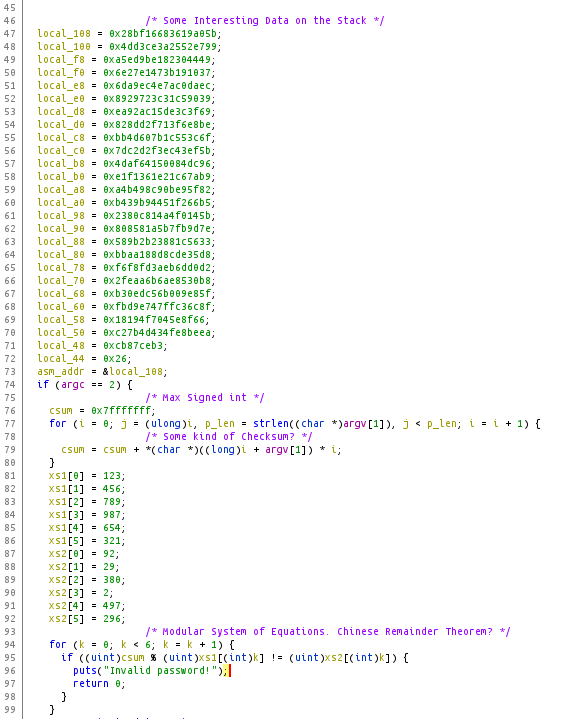 45
46 /* Some Interesting Data on the Stack */
47 local_108 = 0x28bf16683619a05b;
48 local_100 = 0x4dd3ce3a2552e799;
49 local_f8 = 0xa5ed9be182304449;
50 local_f0 = 0x6e27e1473b191037;
51 local_e8 = 0x6da9ec4e7ac0daec;
52 local_e0 = 0x8929723c31c59039;
53 local_d8 = 0xea92ac15de3c3f69;
54 local_d0 = 0x828dd2f713f6e8be;
55 local_c8 = 0xbb4d607b1c553c6f;
56 local_c0 = 0x7dc2d2f3ec43ef5b;
57 local_b8 = 0x4daf64150084dc96;
58 local_b0 = 0xe1f1361e21c67ab9;
59 local_a8 = 0xa4b498c90be95f82;
60 local_a0 = 0xb439b94451f266b5;
61 local_98 = 0x2380c814a4f0145b;
62 local_90 = 0x808581a5b7fb9d7e;
63 local_88 = 0x589b2b23881c5633;
64 local_80 = 0xbbaa188d8cde35d8;
65 local_78 = 0xf6f8fd3aeb6dd0d2;
66 local_70 = 0x2feaa6b6ae8530b8;
67 local_68 = 0xb30edc56b009e85f;
68 local_60 = 0xfbd9e747ffc36c8f;
69 local_58 = 0x18194f7045e8f66;
70 local_50 = 0xc27b4d434fe8beea;
71 local_48 = 0xcb87ceb3;
72 local_44 = 0x26;
73 asm_addr = &local_108;
74 if (argc == 2) {
75 /* Max Signed int */
76 csum = 0x7fffffff;
77 for (i = 0; j = (ulong)i, p_len = strlen((char *)argv[1]), j < p_len; i = i + 1) {
78 /* Some kind of Checksum? */
79 csum = csum + *(char *)((long)i + argv[1]) * i;
80 }
81 xs1[0] = 123;
82 xs1[1] = 456;
83 xs1[2] = 789;
84 xs1[3] = 987;
85 xs1[4] = 654;
86 xs1[5] = 321;
87 xs2[0] = 92;
88 xs2[1] = 29;
89 xs2[2] = 380;
90 xs2[3] = 2;
91 xs2[4] = 497;
92 xs2[5] = 296;
93 /* Modular System of Equations. Chinese Remainder Theorem? */
94 for (k = 0; k < 6; k = k + 1) {
95 if ((uint)csum % (uint)xs1[(int)k] != (uint)xs2[(int)k]) {
96 puts("Invalid password!");
97 return 0;
98 }
99 }